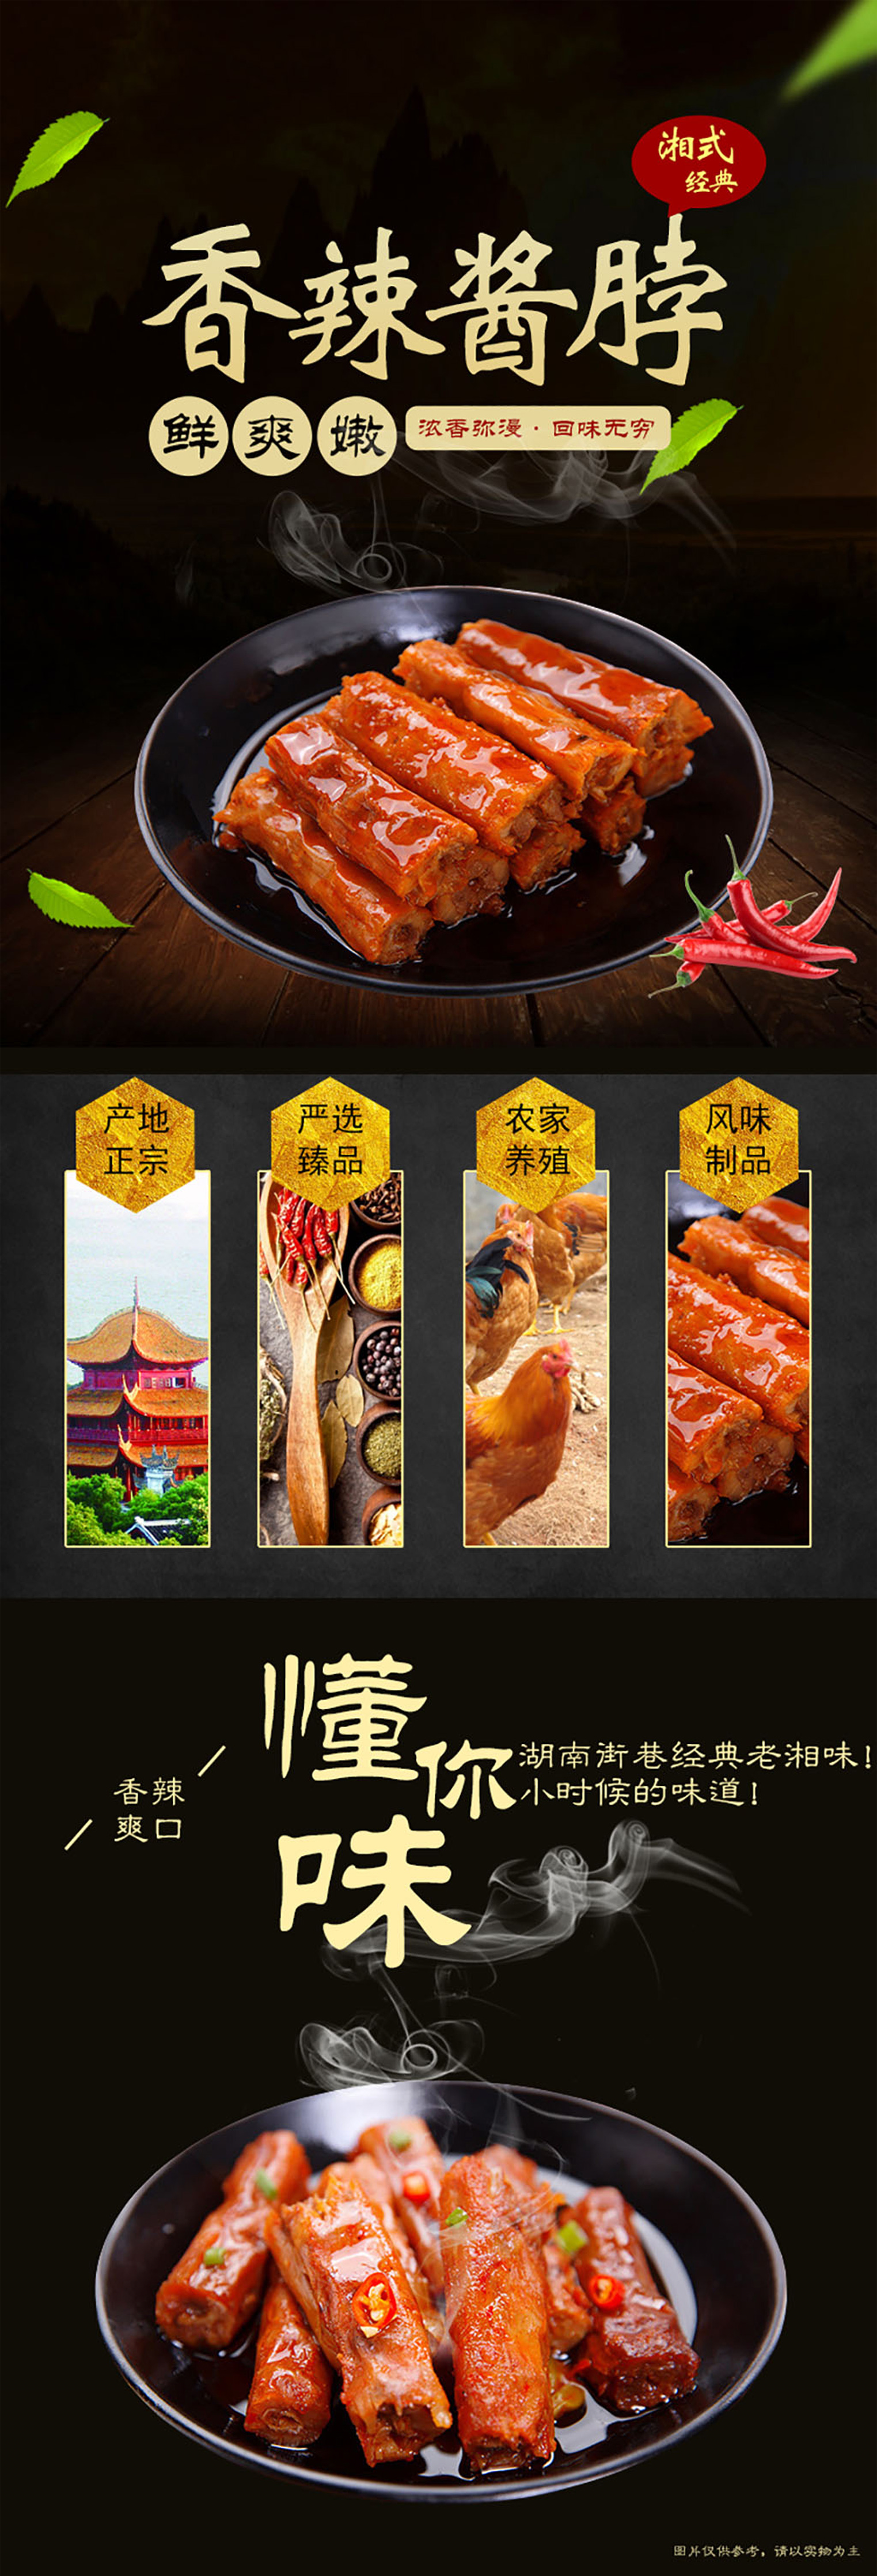 湘式
经典
香辣酱脖
鲜爽嫩
浓香弥漫·回味无穷
产地
正宗
严选
臻品
农家
养殖
风味
制品
懂
你
味
香辣
爽口
湖南街巷经典老湘味!
小时候的味道!
图片仅供参考，请以实物为主